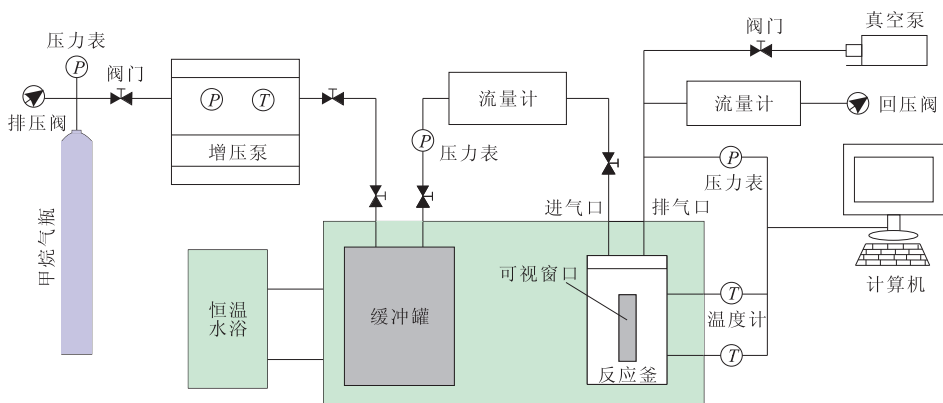 压力表
P
阀门
排压阀
甲烷气瓶
P
T
增压泵
恒温
水浴
缓冲罐
P
压力表
流量计
进气口
排气口
可视窗口
反应釜
阀门
真空泵
流量计
回压阀
P
压力表
T
温度计
T
计算机